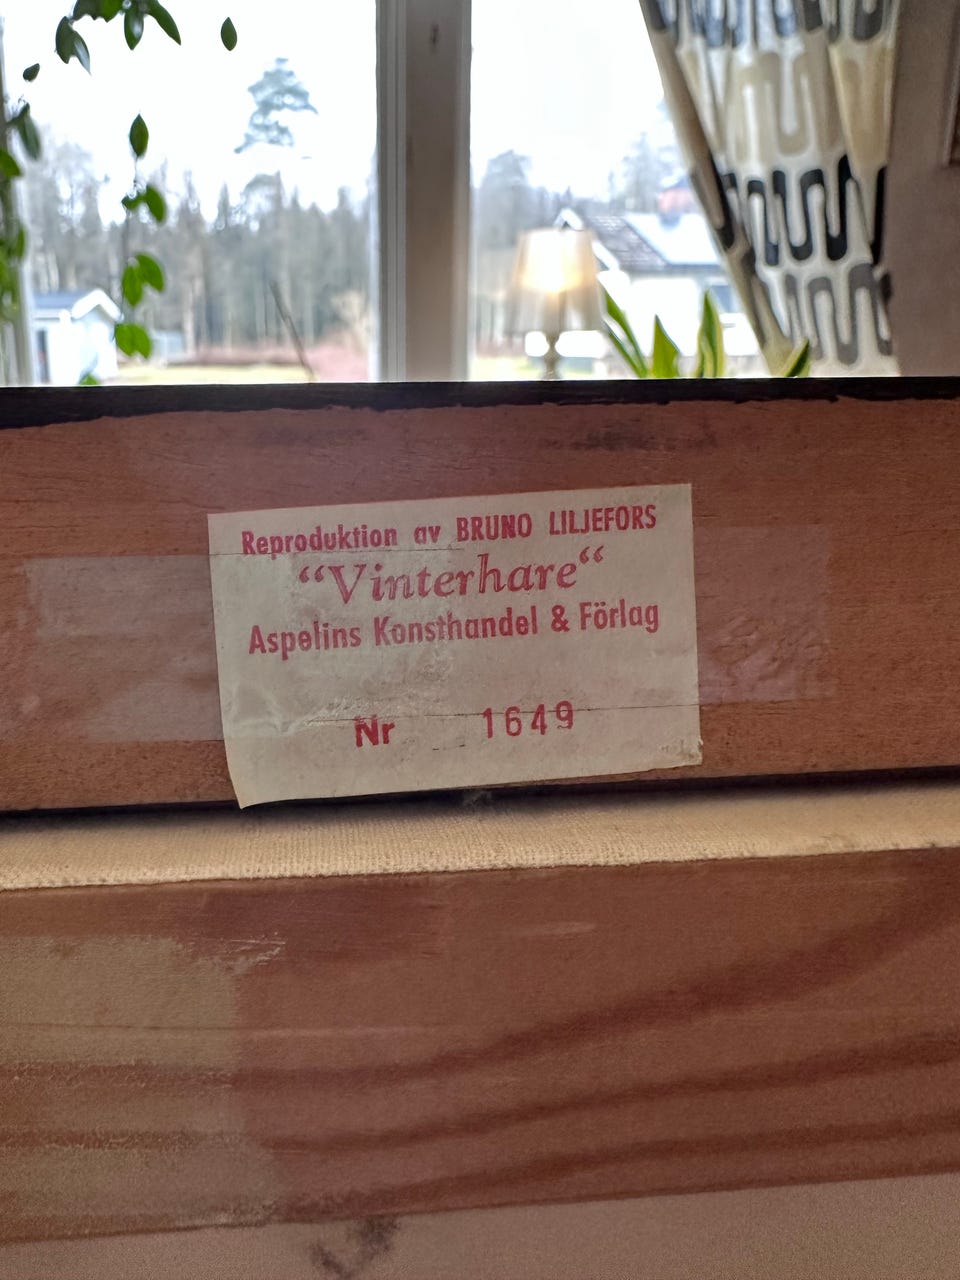 Reproduktion av BRUNO LILJEFORS
“Vinterhare“
Aspelins Konsthandel & Förlag
Nr 1649